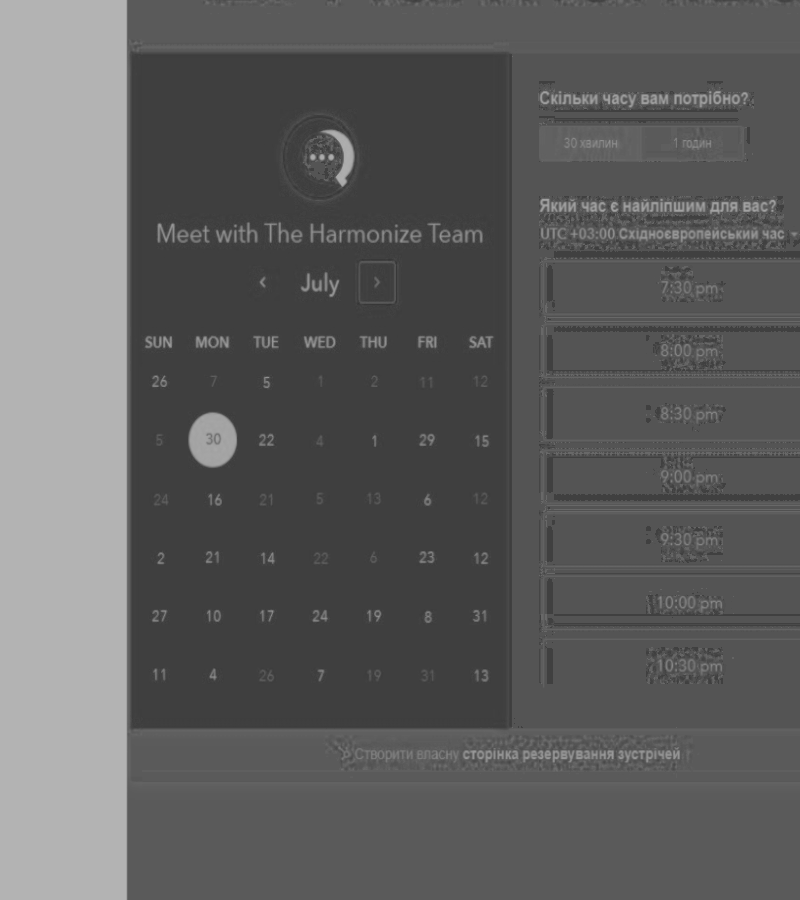 Meet with The Harmonize Team
‹ July ›
SUN MON TUE WED THU FRI SAT
26 7 5 1 2 11 12
5 30 22 4 1 29 15
24 16 21 5 13 6 12
2 21 14 22 6 23 12
27 10 17 24 19 8 31
11 4 26 7 19 31 13
Скільки часу вам потрібно?
30 хвилин 1 годин
Який час є найліпшим для вас?
UTC +03:00 Східноєвропейський час
7:30 pm
8:00 pm
8:30 pm
9:00 pm
9:30 pm
10:00 pm
10:30 pm
Створити власну сторінка резервування зустрічей